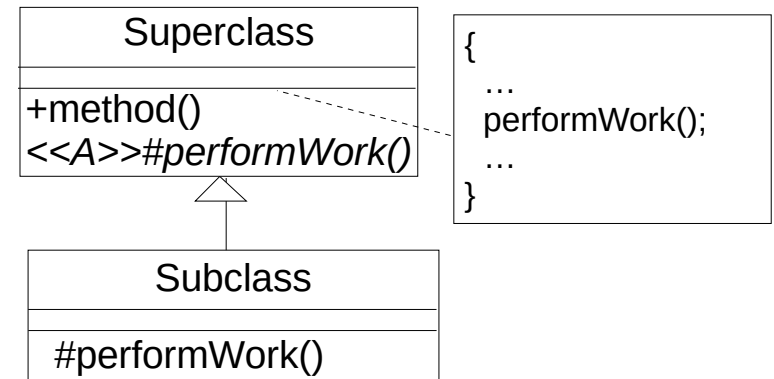 Superclass
+method()
<<A>>#performWork()
{
…
performWork();
…
}
Subclass
#performWork()